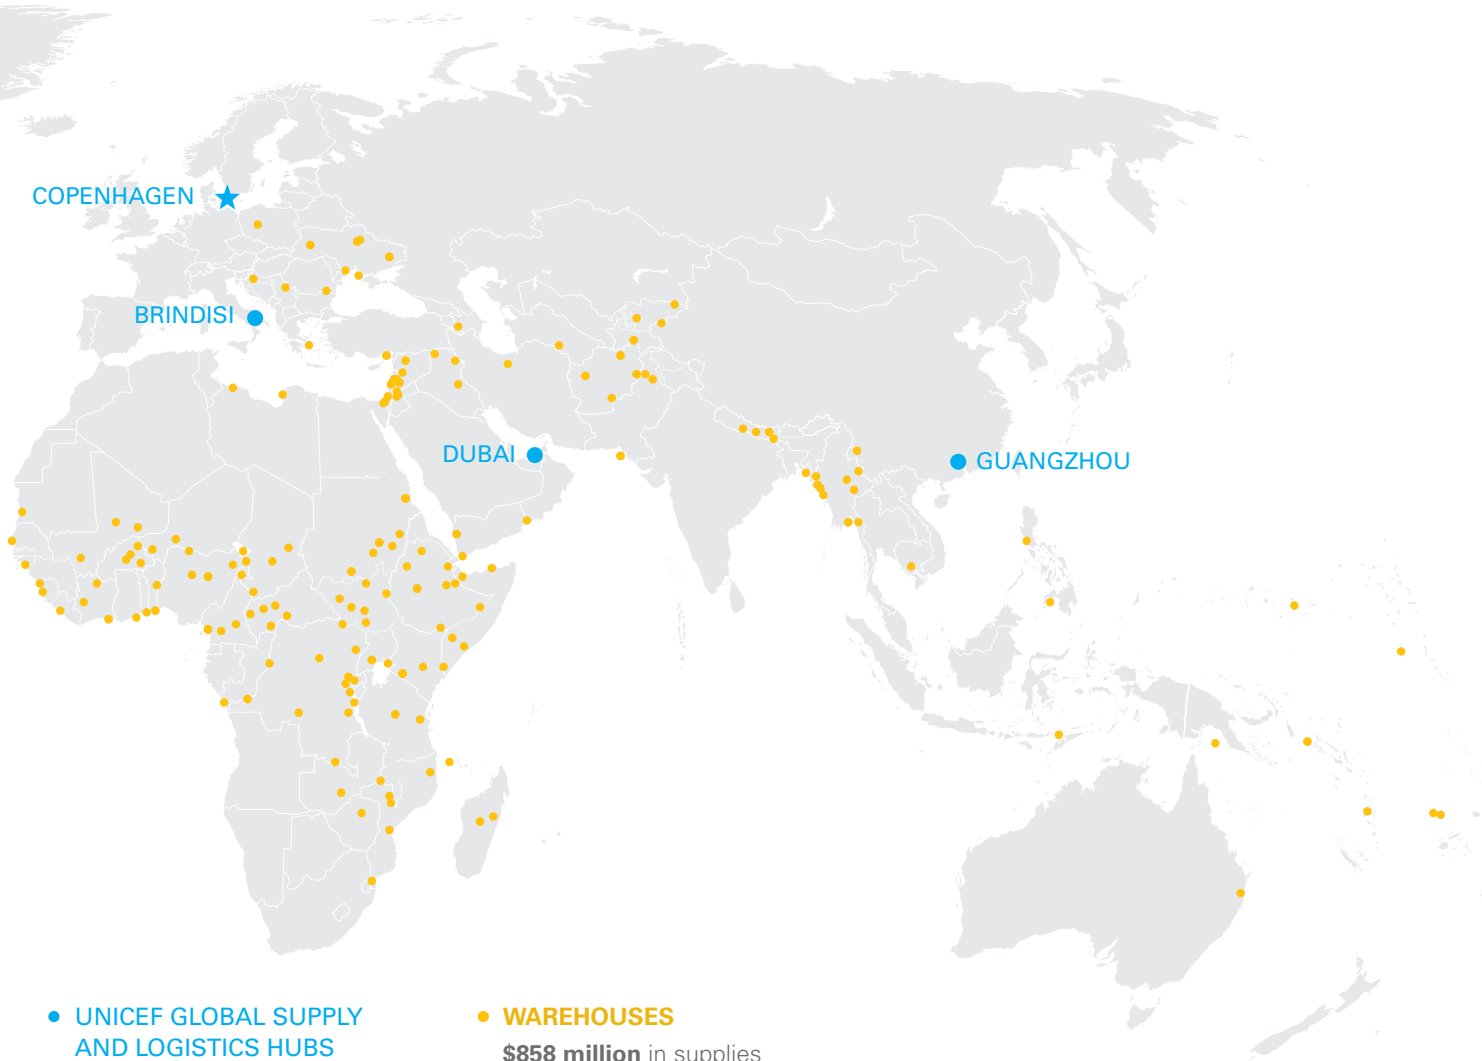 COPENHAGEN
BRINDISI
DUBAI
GUANGZHOU
UNICEF GLOBAL SUPPLY
AND LOGISTICS HUBS
WAREHOUSES
$858 million in supplies